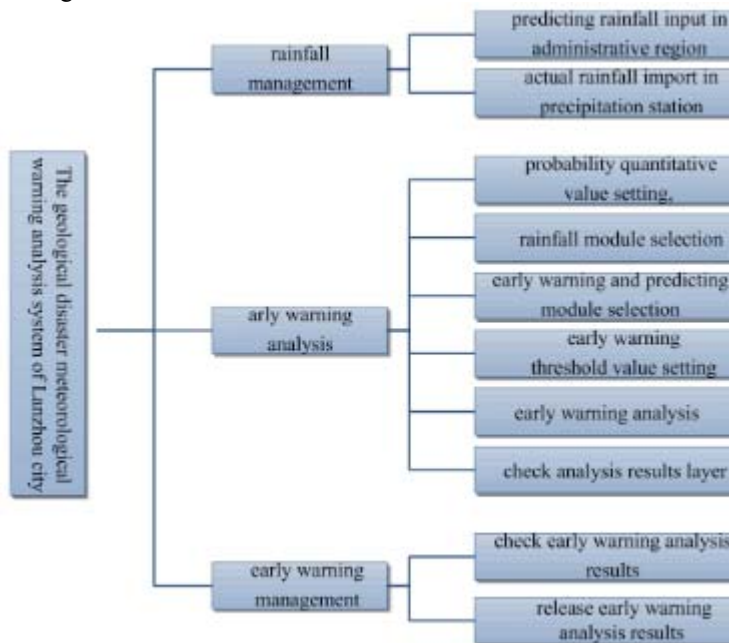 The geological disaster meteorological
warning analysis system of Lanzhou city
rainfall
management
predicting rainfall input in
administrative region
actual rainfall import in
precipitation station
arly warning
analysis
probability quantitative
value setting,
rainfall module selection
early warning and predicting
module selection
early warning
threshold value setting
early warning analysis
check analysis results layer
early warning
management
check early warning analysis
results
release early warning
analysis results